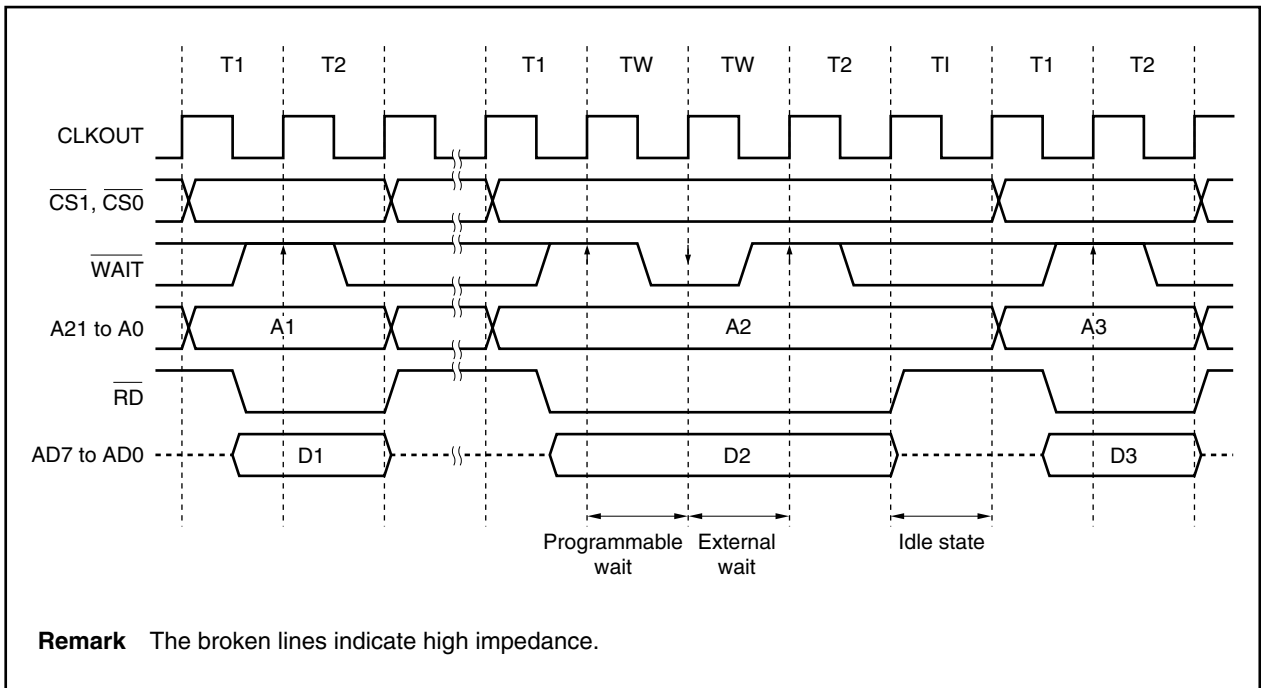 T1 T2 T1 TW TW T2 TI T1 T2
CLKOUT
CS1, CS0
WAIT
A21 to A0 A1 A2 A3
RD
AD7 to AD0 D1 D2 D3
Programmable wait
External wait
Idle state
Remark The broken lines indicate high impedance.